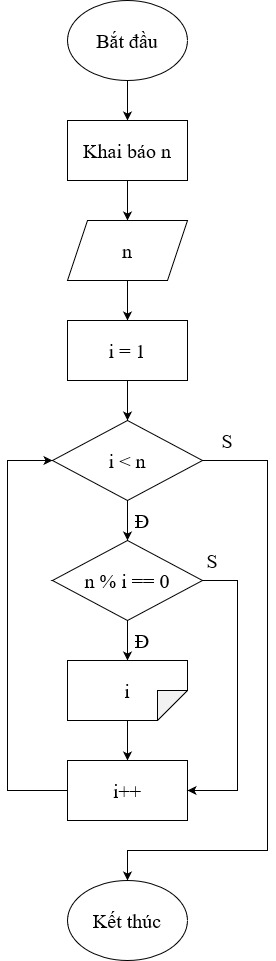 Bắt đầu
Khai báo n
n
i = 1
i < n
S
Đ
n % i == 0
S
Đ
i
i++
Kết thúc